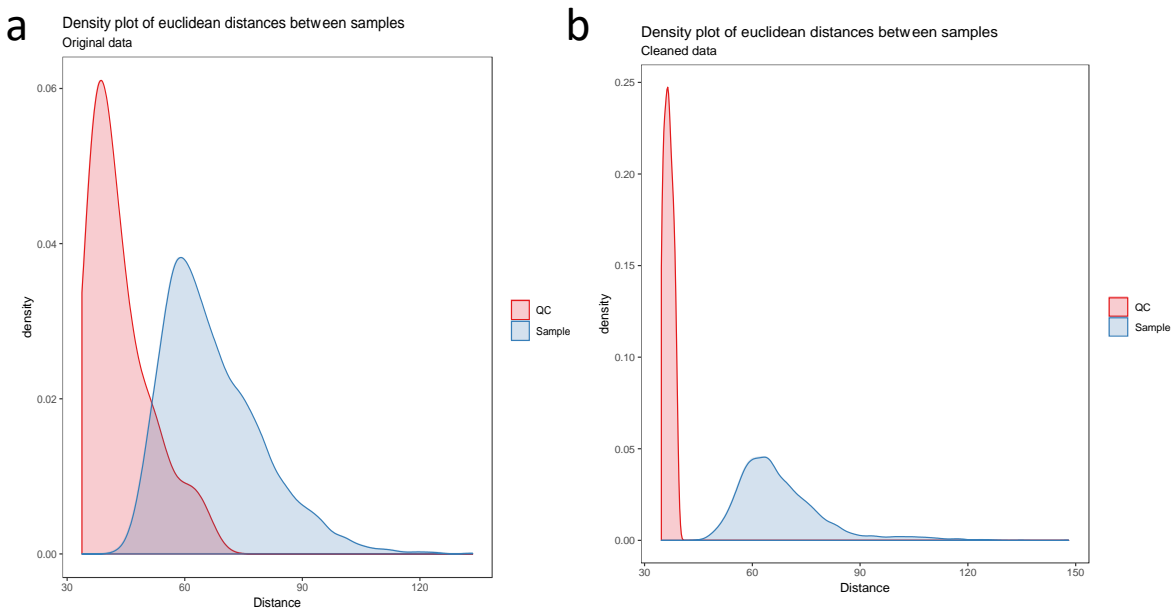 a
Density plot of euclidean distances between samples
Original data
0.06
0.04
0.02
0.00
density
30
60
90
120
Distance
QC
Sample
b
Density plot of euclidean distances between samples
Cleaned data
0.25
0.20
0.15
0.10
0.05
0.00
density
30
60
90
120
150
Distance
QC
Sample